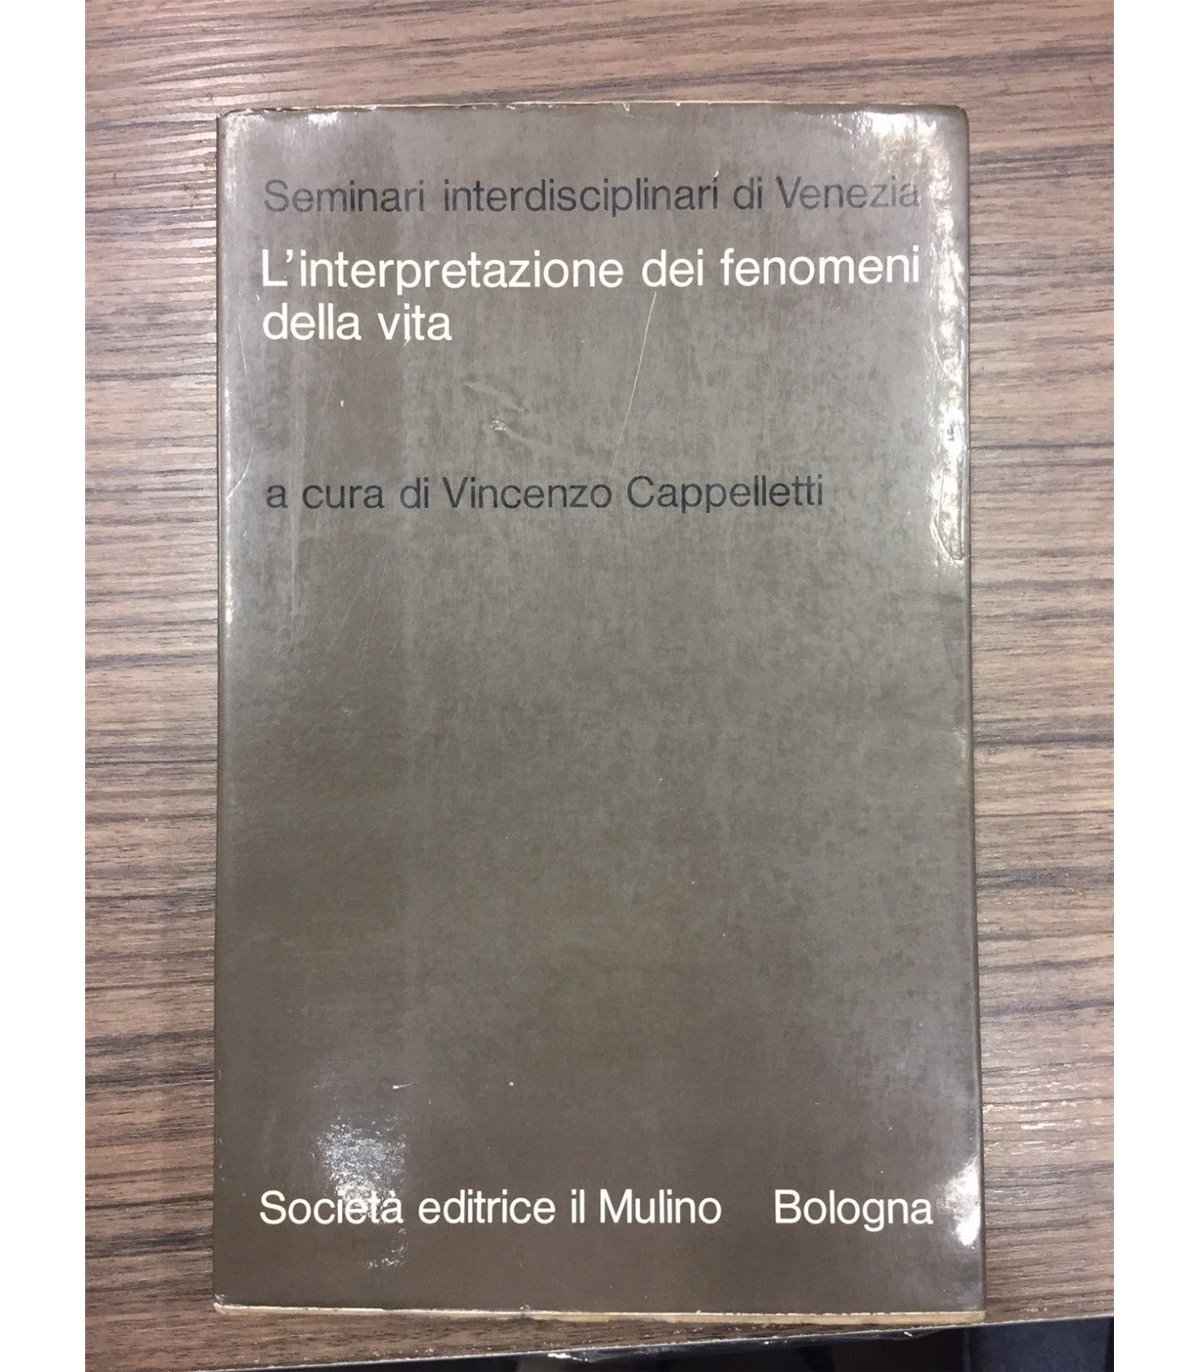 Seminari interdisciplinari di Venezia
L'interpretazione dei fenomeni
della vita
a cura di Vincenzo Cappelletti
Società editrice il Mulino Bologna